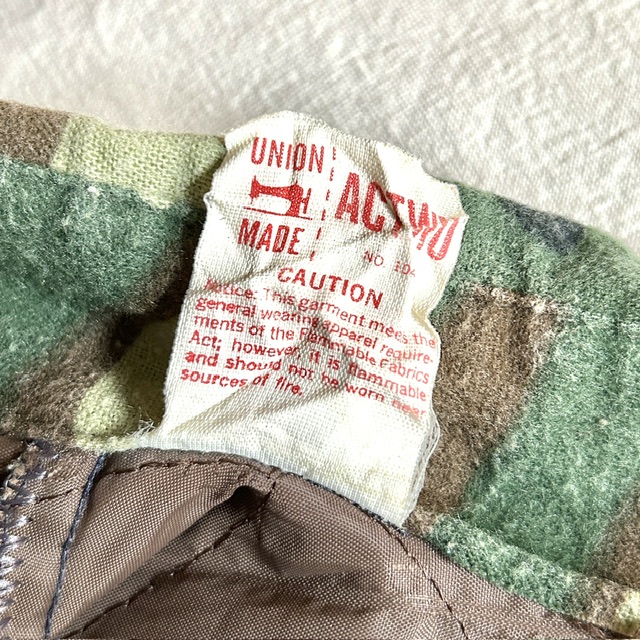 UNION
MADE
ACTWU
NO.
CAUTION
Notice: This garment meets the
general wearing apparel require-
ments of the Flammable Fabrics
Act; however, it is flammable
and should not be worn near
sources of fire.